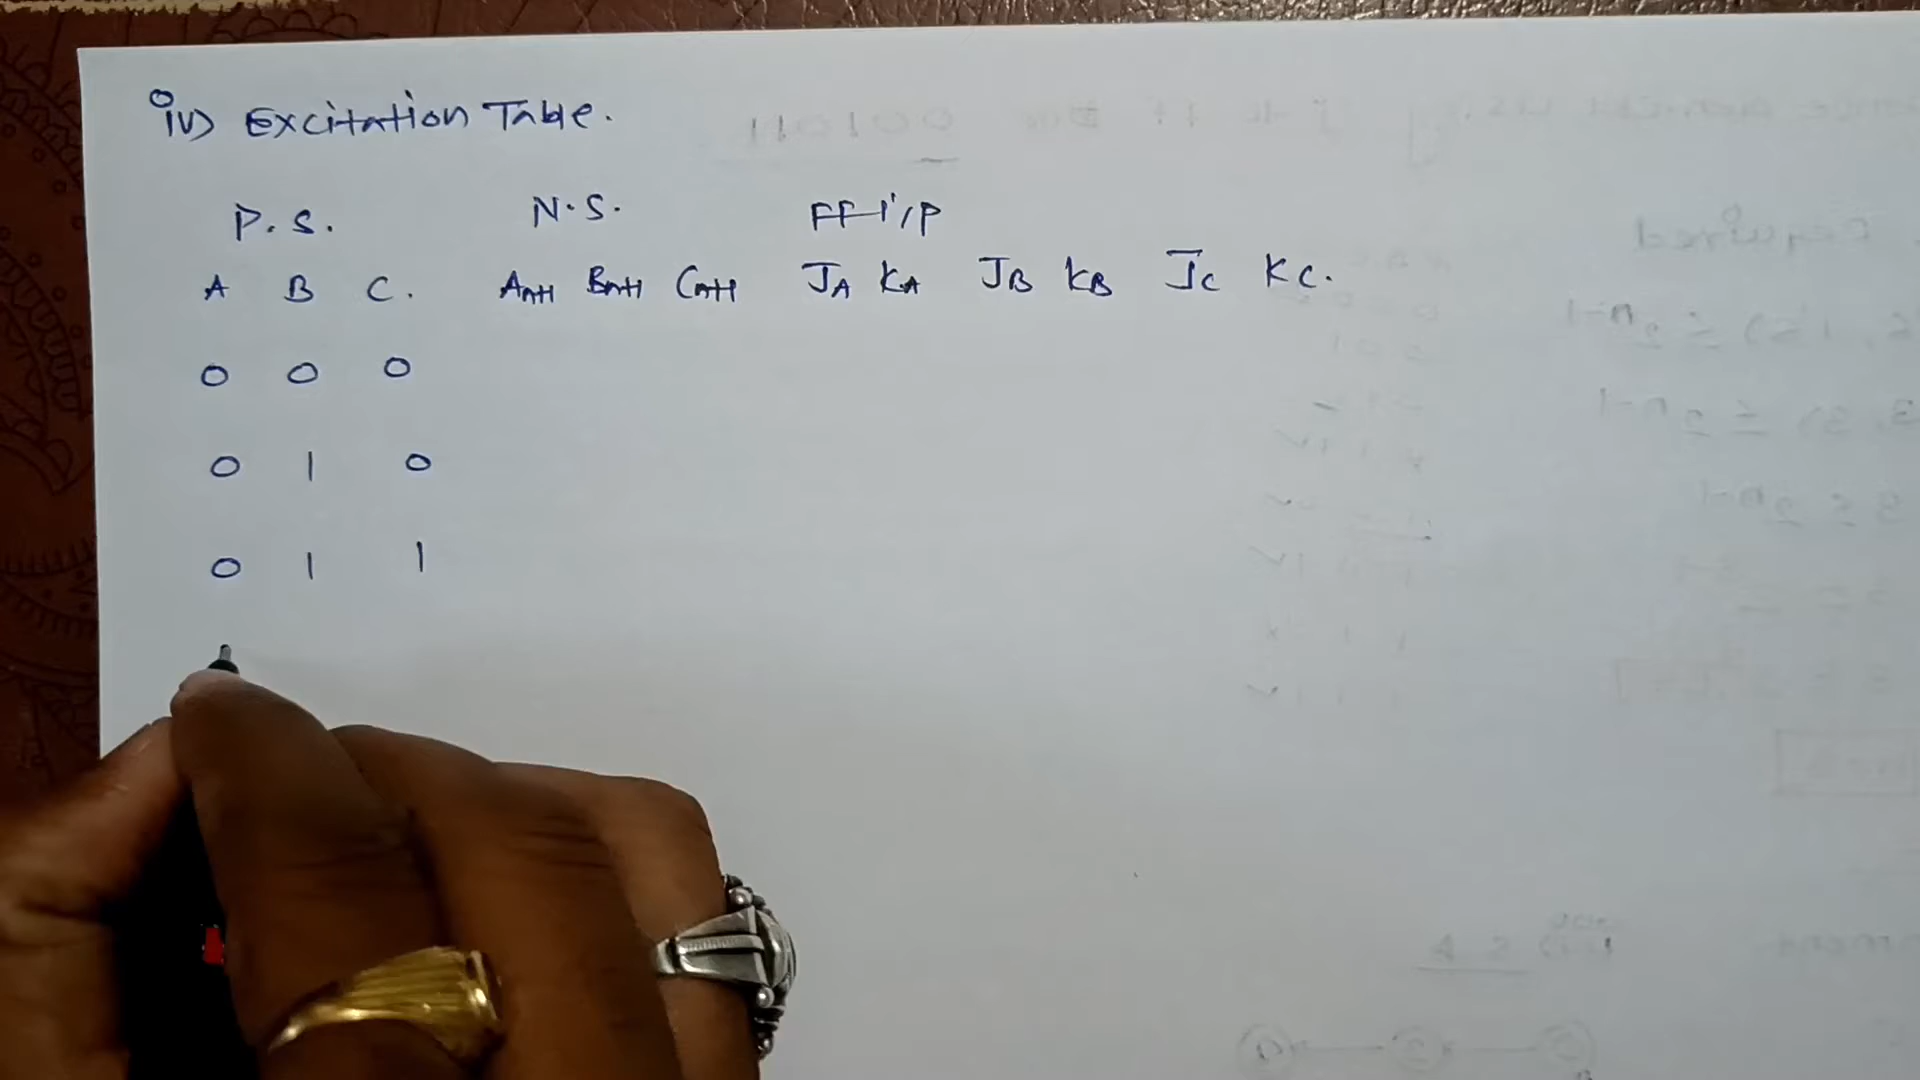 iv) Excitation Table.
P.S. N.S. FF i/p
A B C. An+1 Bn+1 Cn+1 JA KA JB KB JC KC.
0 0 0
0 1 0
0 1 1